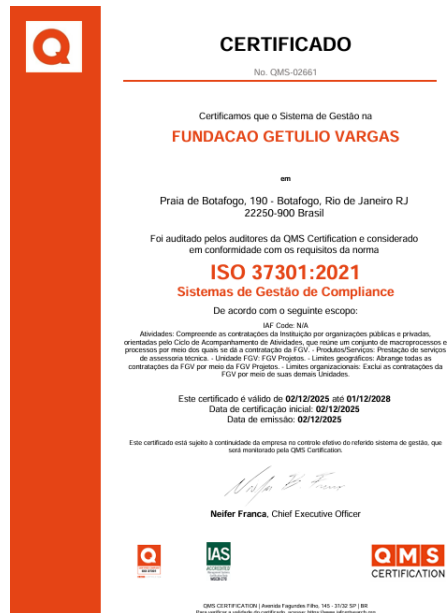 CERTIFICADO
No. QMS-02661
Certificamos que o Sistema de Gestão na
FUNDACAO GETULIO VARGAS
em
Praia de Botafogo, 190 - Botafogo, Rio de Janeiro RJ
22250-900 Brasil
Foi auditado pelos auditores da QMS Certification e considerado
em conformidade com os requisitos da norma
ISO 37301:2021
Sistemas de Gestão de Compliance
De acordo com o seguinte escopo:
IAF Code: N/A
Atividades: Compreende as contratações da Instituição por organizações públicas e privadas,
orientadas pelo Ciclo de Acompanhamento de Atividades, que reúne um conjunto de macroprocessos e
processos por meio dos quais se dá a contratação da FGV. - Produtos/Serviços: Prestação de serviços
de assessoria técnica. - Unidade FGV: FGV Projetos. - Limites geográficos: Abrange todas as
contratações da FGV por meio da FGV Projetos. - Limites organizacionais: Exclui as contratações da
FGV por meio de suas demais Unidades.
Este certificado é válido de 02/12/2025 até 01/12/2028
Data de certificação inicial: 02/12/2025
Data de emissão: 02/12/2025
Este certificado está sujeito à continuidade da empresa no controle efetivo do referido sistema de gestão, que
será monitorado pela QMS Certification.
Neifer Franca, Chief Executive Officer
IAS
QMS
CERTIFICATION
QMS CERTIFICATION | Avenida Fagundes Filho, 145 - 31/32 SP | BR